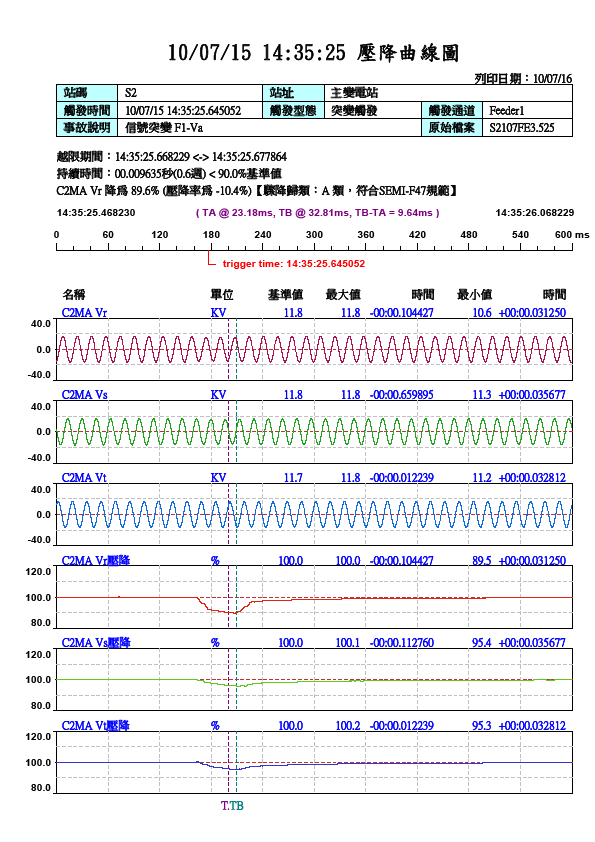 10/07/15 14:35:25 壓降曲線圖
列印日期：10/07/16
站碼 S2 站址 主變電站
觸發時間 10/07/15 14:35:25.645052 觸發型態 突變觸發 觸發通道 Feeder1
事故說明 信號突變 F1-Va 原始檔案 S2107FE3.525
越限期間：14:35:25.668229 <-> 14:35:25.677864
持續時間：00.009635秒(0.6週) < 90.0%基準值
C2MA Vr 降為 89.6% (壓降率為 -10.4%)【驟降歸類：A 類，符合SEMI-F47規範】
14:35:25.468230 ( TA @ 23.18ms, TB @ 32.81ms, TB-TA = 9.64ms ) 14:35:26.068229
0 60 120 180 240 300 360 420 480 540 600 ms
trigger time: 14:35:25.645052
名稱 單位 基準值 最大值 時間 最小值 時間
C2MA Vr KV 11.8 11.8 -00:00.104427 10.6 +00:00.031250
40.0
0.0
-40.0
C2MA Vs KV 11.8 11.8 -00:00.659895 11.3 +00:00.035677
40.0
0.0
-40.0
C2MA Vt KV 11.7 11.8 -00:00.012239 11.2 +00:00.032812
40.0
0.0
-40.0
C2MA Vr壓降 % 100.0 100.0 -00:00.104427 89.5 +00:00.031250
120.0
100.0
80.0
C2MA Vs壓降 % 100.0 100.1 -00:00.112760 95.4 +00:00.035677
120.0
100.0
80.0
C2MA Vt壓降 % 100.0 100.2 -00:00.012239 95.3 +00:00.032812
120.0
100.0
80.0
T.TB